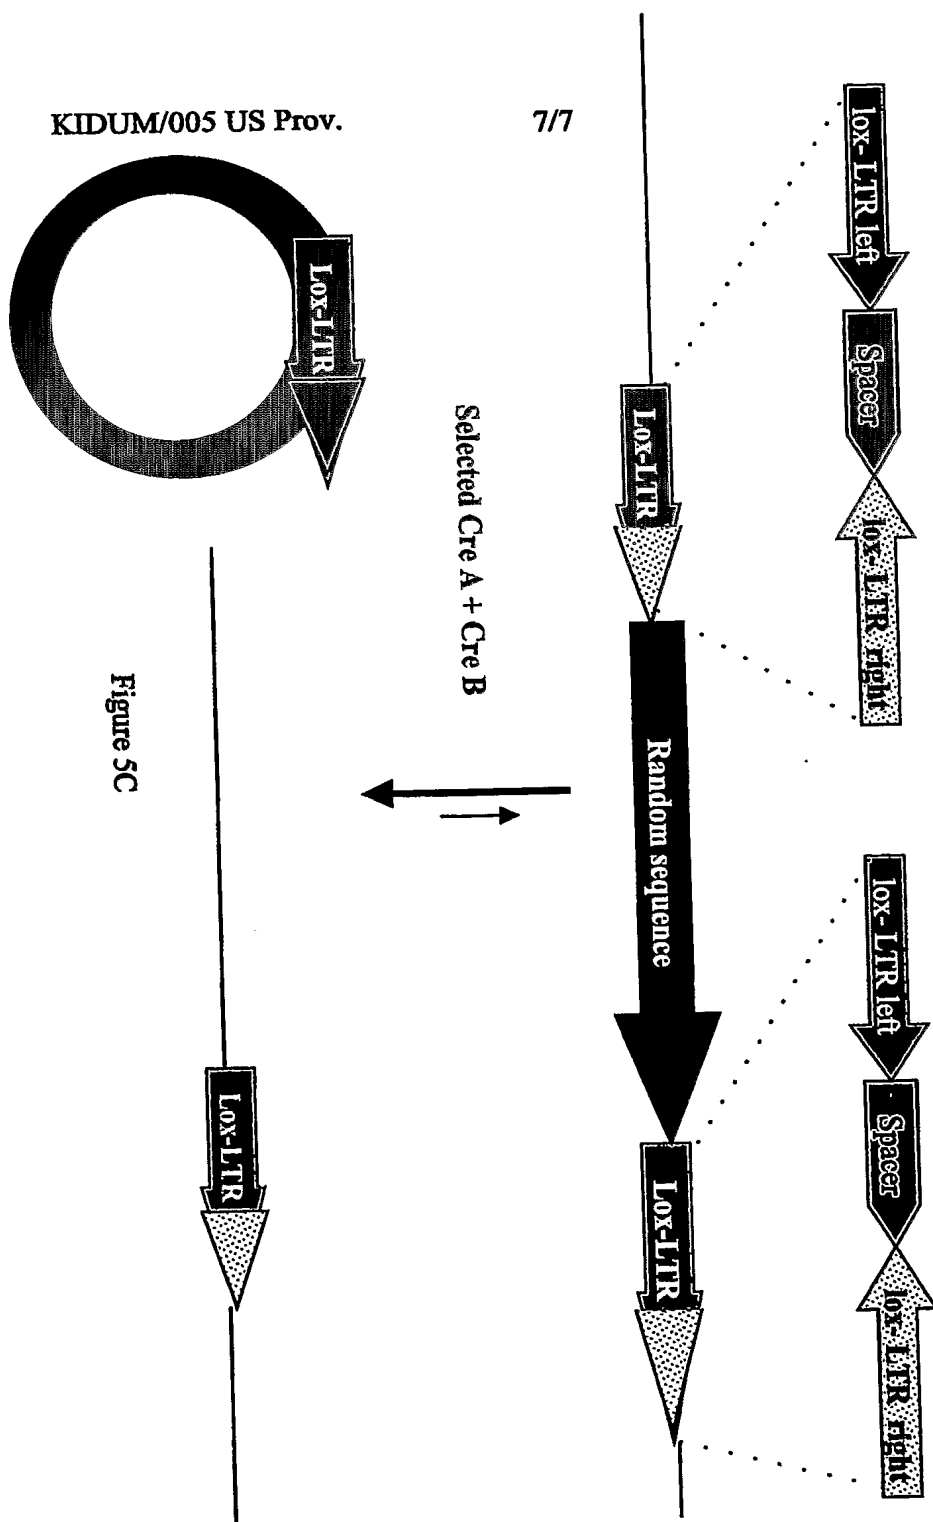 KIDUM/005 US Prov.
7/7
lox-LTR left
Spacer
lox-LTR right
lox-LTR left
Spacer
lox-LTR right
Lox-LTR
Random sequence
Lox-LTR
Selected Cre A + Cre B
Lox-LTR
Lox-LTR
Figure 5C